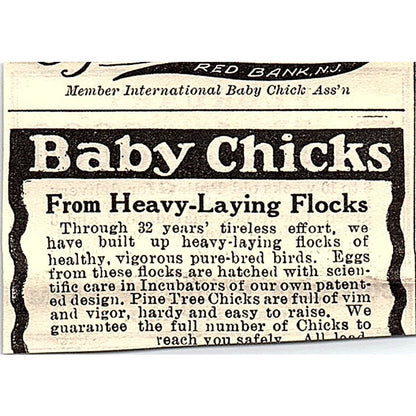 RED BANK, N.J.
Member International Baby Chick Ass'n
Baby Chicks
From Heavy-Laying Flocks
Through 32 years' tireless effort, we
have built up heavy-laying flocks of
healthy, vigorous pure-bred birds. Eggs
from these flocks are hatched with scien-
tific care in Incubators of our own patent-
ed design. Pine Tree Chicks are full of vim
and vigor, hardy and easy to raise. We
guarantee the full number of Chicks to
reach you safely. All lead